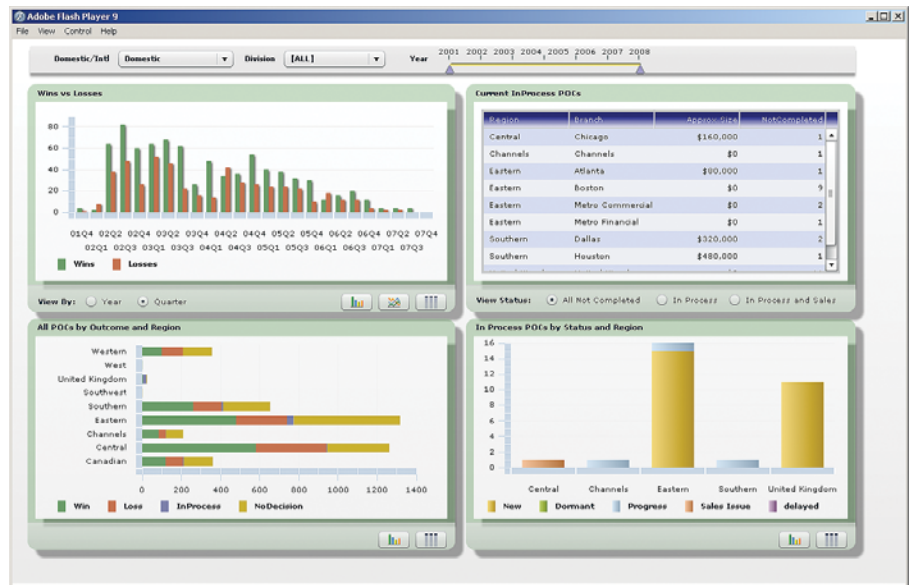 Adobe Flash Player 9
File View Control Help
Domestic/Intl Domestic Division [ALL] Year 2001 2002 2003 2004 2005 2006 2007 2008
Wins vs Losses
80
60
40
20
0
01Q4 02Q2 02Q4 03Q2 03Q4 04Q2 04Q4 05Q2 05Q4 06Q2 06Q4 07Q2 07Q4
02Q1 02Q3 03Q1 03Q3 04Q1 04Q3 05Q1 05Q3 06Q1 06Q3 07Q1 07Q3
Wins Losses
View By: Year Quarter
Current InProcess POCs
Region Branch Approx.Size NotCompleted
Central Chicago $160,000 1
Channels Channels $0 1
Eastern Atlanta $80,000 1
Eastern Boston $0 9
Eastern Metro Commercial $0 2
Eastern Metro Financial $0 1
Southern Dallas $320,000 2
Southern Houston $480,000 1
View Status: All Not Completed In Process In Process and Sales
All POCs by Outcome and Region
Western
West
United Kingdom
Southwest
Southern
Eastern
Channels
Central
Canadian
0 200 400 600 800 1000 1200 1400
Win Loss InProcess NoDecision
In Process POCs by Status and Region
16
14
12
10
8
6
4
2
0
Central Channels Eastern Southern United Kingdom
New Dormant Progress Sales Issue delayed